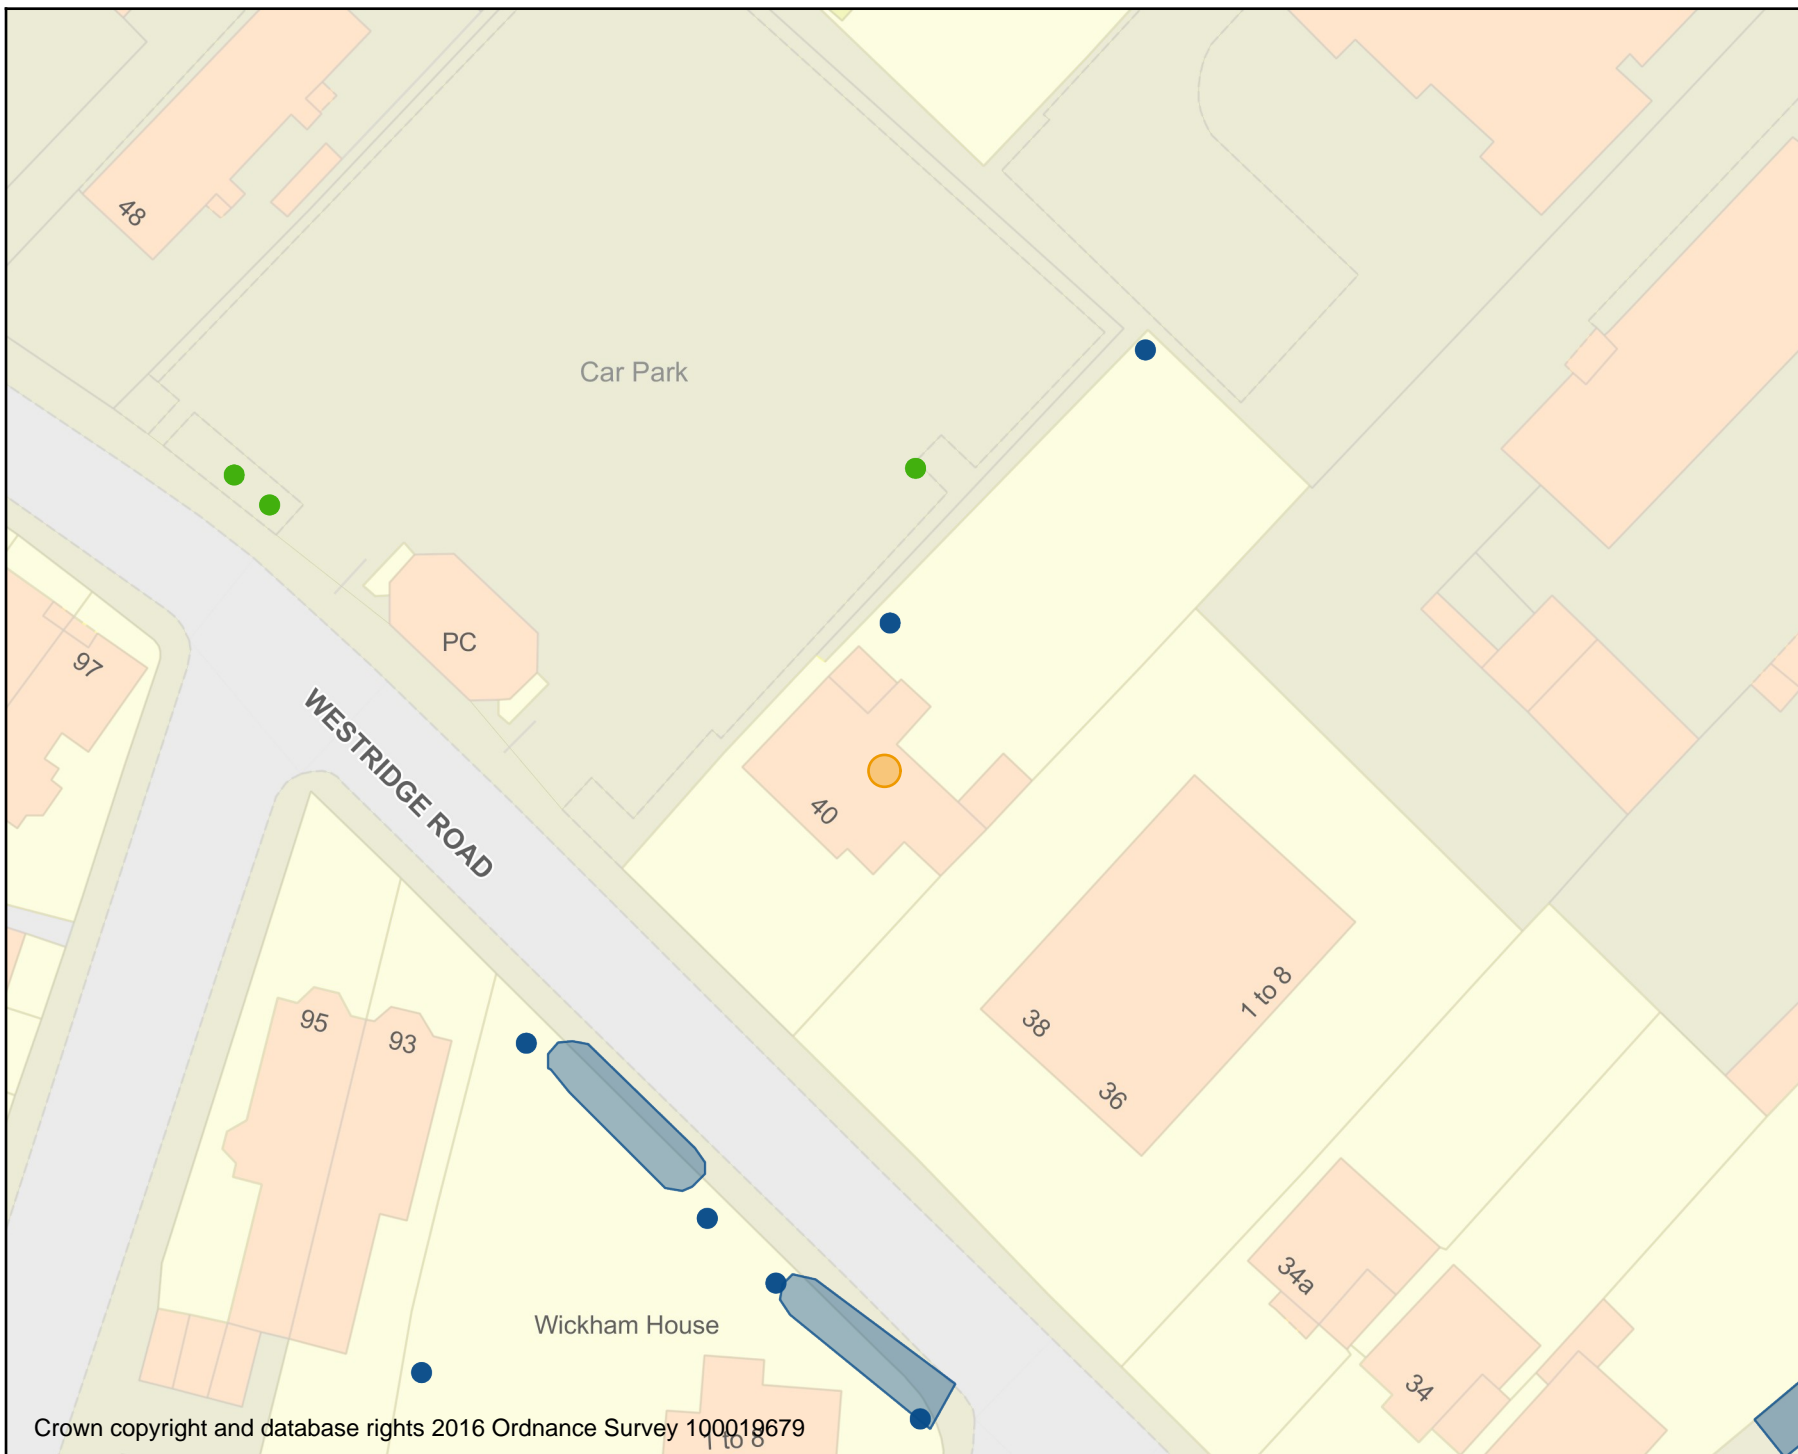 48
Car Park
PC
97
WESTRIDGE ROAD
40
38
1 to 8
36
95
93
34a
Wickham House
34
Crown copyright and database rights 2016 Ordnance Survey 100019679
1 to 8